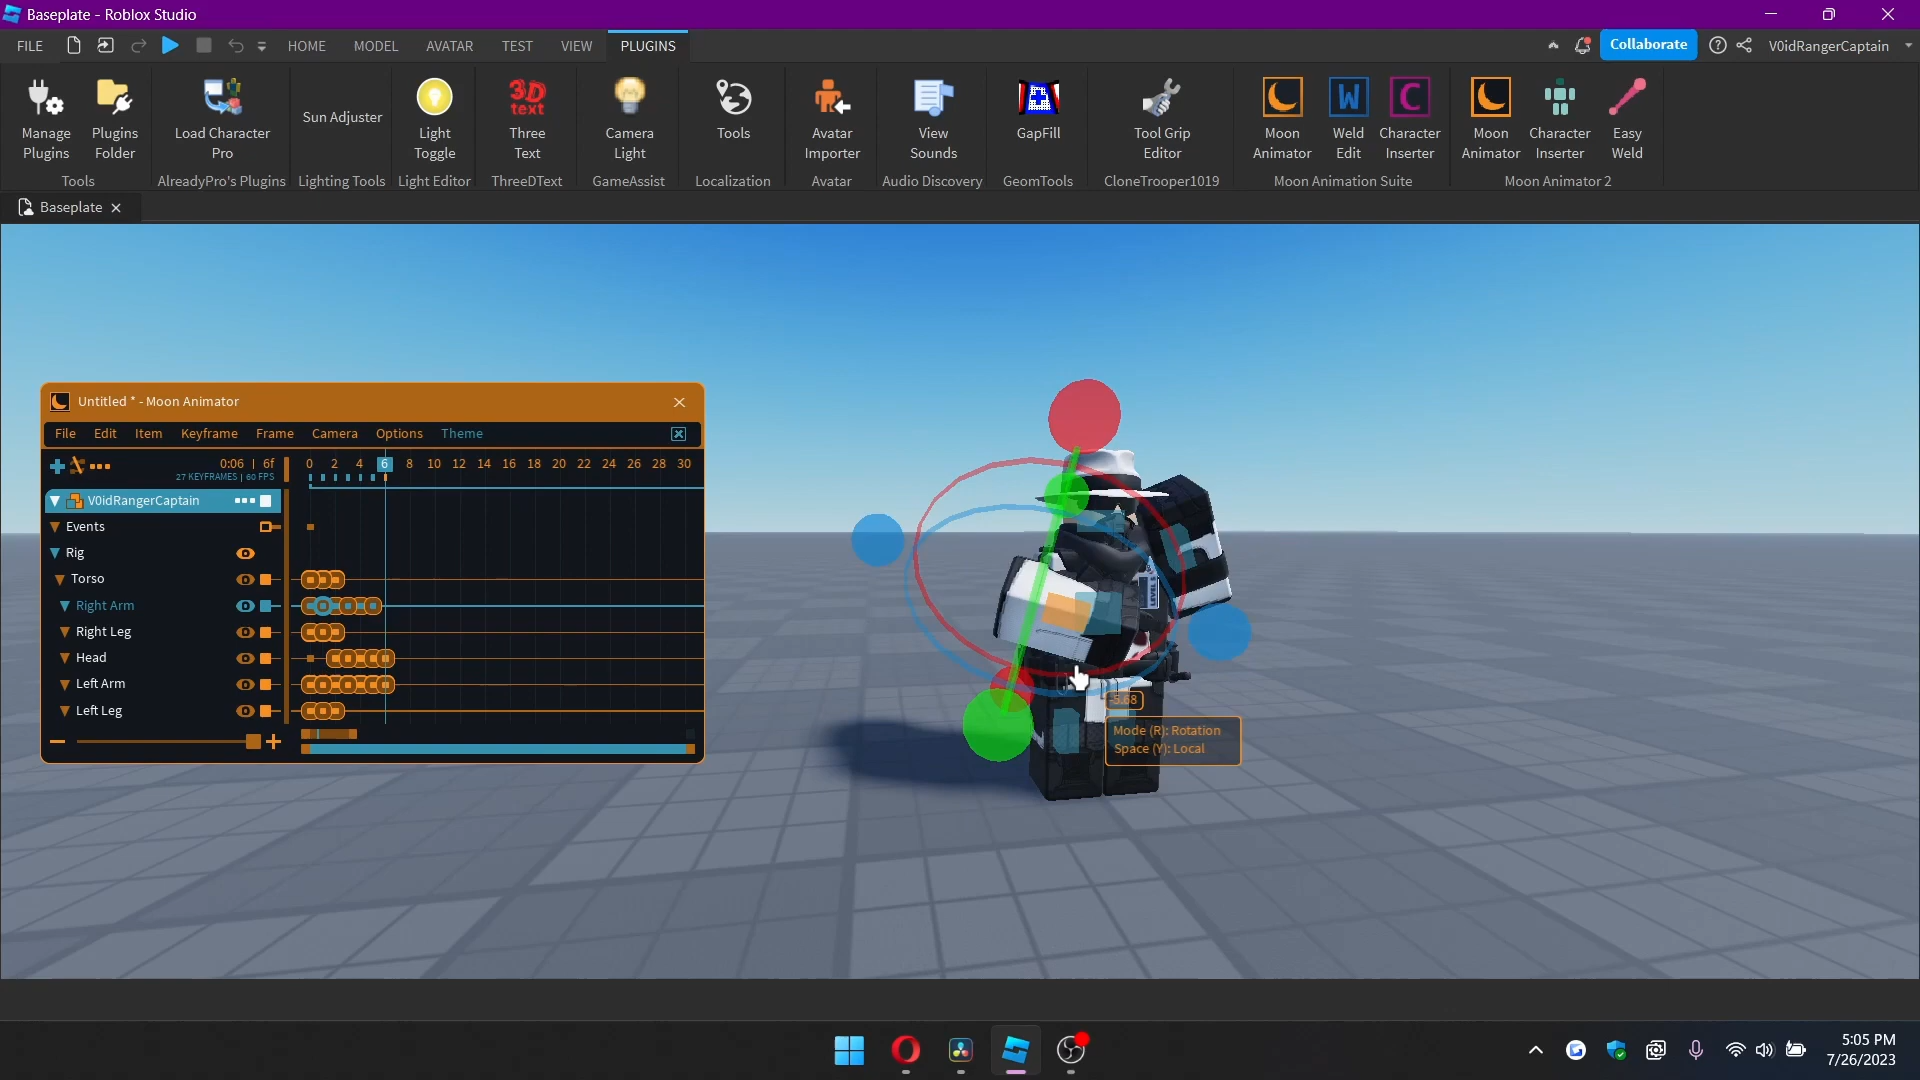 Baseplate - Roblox Studio
FILE HOME MODEL AVATAR TEST VIEW PLUGINS Collaborate V0idRangerCaptain
Manage Plugins
Plugins Folder
Tools
Load Character Pro
AlreadyPro's Plugins
Sun Adjuster
Lighting Tools
Light Toggle
Light Editor
3D text
Three Text
ThreeDText
Camera Light
GameAssist
Tools
Localization
Avatar Importer
Avatar
View Sounds
Audio Discovery
GapFill
GeomTools
Tool Grip Editor
CloneTrooper1019
Moon Animator
W
Weld Edit
C
Character Inserter
Moon Animation Suite
Moon Animator
Character Inserter
Easy Weld
Moon Animator 2
Baseplate
Untitled * - Moon Animator
File Edit Item Keyframe Frame Camera Options Theme
0:06 | 6f
27 KEYFRAMES | 60 FPS
0 2 4 6 8 10 12 14 16 18 20 22 24 26 28 30
V0idRangerCaptain
Events
Rig
Torso
Right Arm
Right Leg
Head
Left Arm
Left Leg
-5.68
Mode (R): Rotation
Space (Y): Local
5:05 PM
7/26/2023